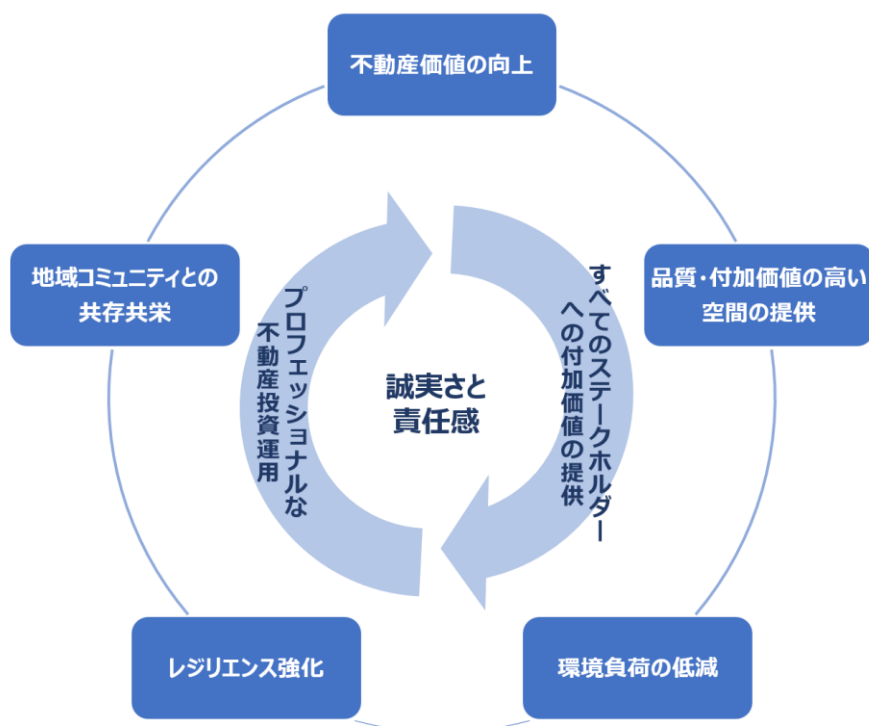 不動産価値の向上
地域コミュニティとの
共存共栄
品質・付加価値の高い
空間の提供
プロフェッショナルな
不動産投資運用
誠実さと
責任感
すべてのステークホルダー
への付加価値の提供
レジリエンス強化
環境負荷の低減